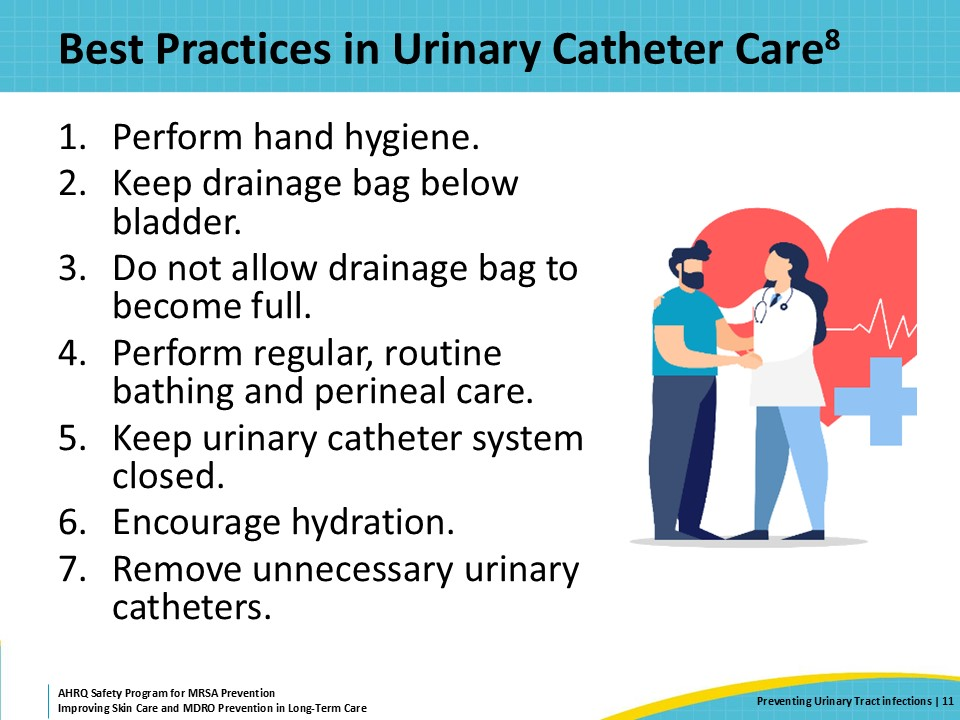 Best Practices in Urinary Catheter Care⁸
1. Perform hand hygiene.
2. Keep drainage bag below
bladder.
3. Do not allow drainage bag to
become full.
4. Perform regular, routine
bathing and perineal care.
5. Keep urinary catheter system
closed.
6. Encourage hydration.
7. Remove unnecessary urinary
catheters.
AHRQ Safety Program for MRSA Prevention
Improving Skin Care and MDRO Prevention in Long-Term Care
Preventing Urinary Tract infections | 11